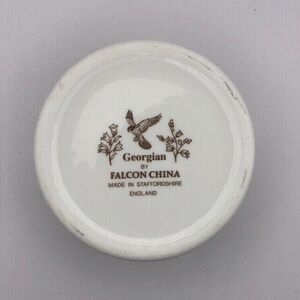 Georgian
BY
FALCON CHINA
MADE IN STAFFORDSHIRE
ENGLAND